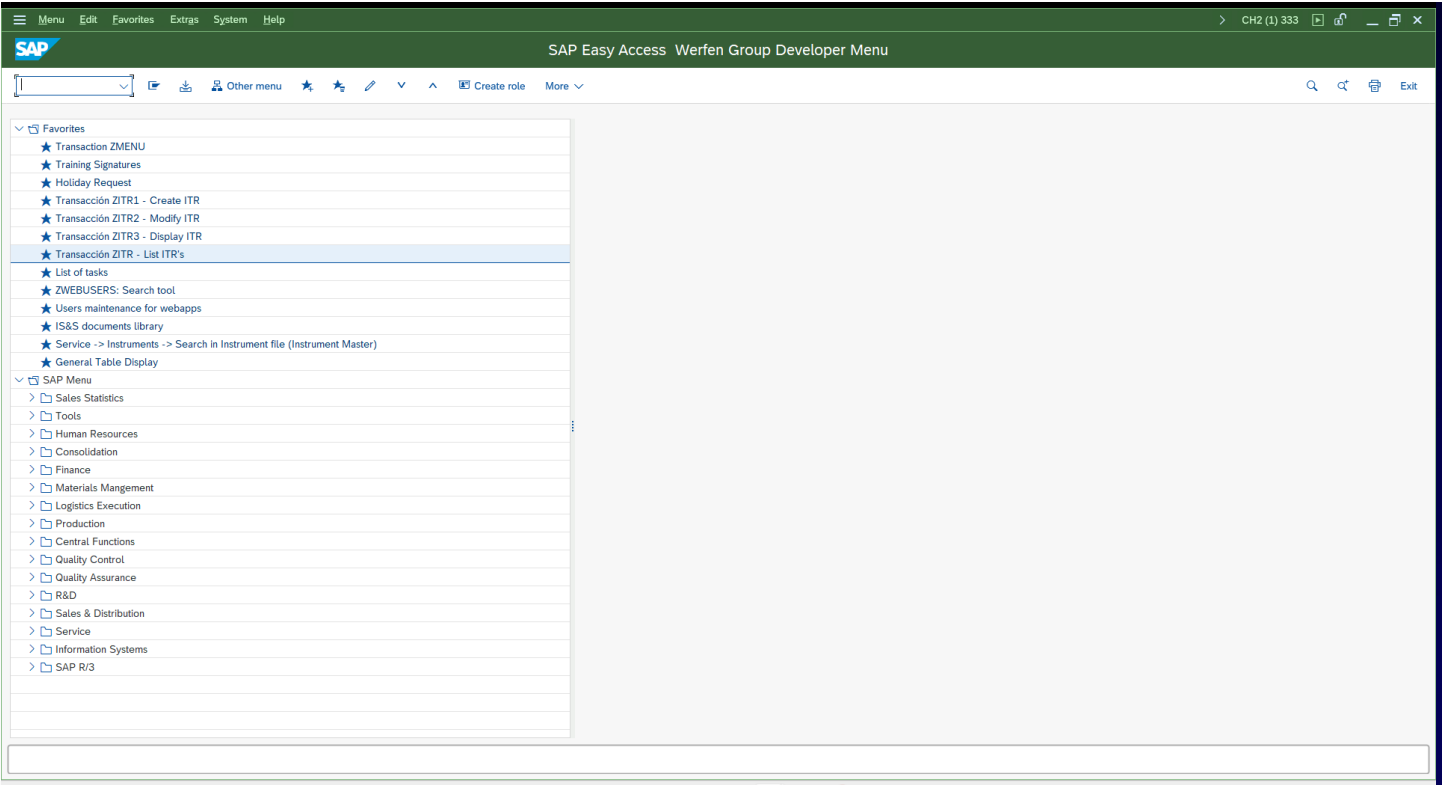 Menu Edit Favorites Extras System Help CH2 (1) 333
SAP SAP Easy Access Werfen Group Developer Menu
Other menu Create role More Exit
Favorites
Transaction ZMENU
Training Signatures
Holiday Request
Transacción ZITR1 - Create ITR
Transacción ZITR2 - Modify ITR
Transacción ZITR3 - Display ITR
Transacción ZITR - List ITR's
List of tasks
ZWEBUSERS: Search tool
Users maintenance for webapps
IS&S documents library
Service -> Instruments -> Search in Instrument file (Instrument Master)
General Table Display
SAP Menu
Sales Statistics
Tools
Human Resources
Consolidation
Finance
Materials Mangement
Logistics Execution
Production
Central Functions
Quality Control
Quality Assurance
R&D
Sales & Distribution
Service
Information Systems
SAP R/3